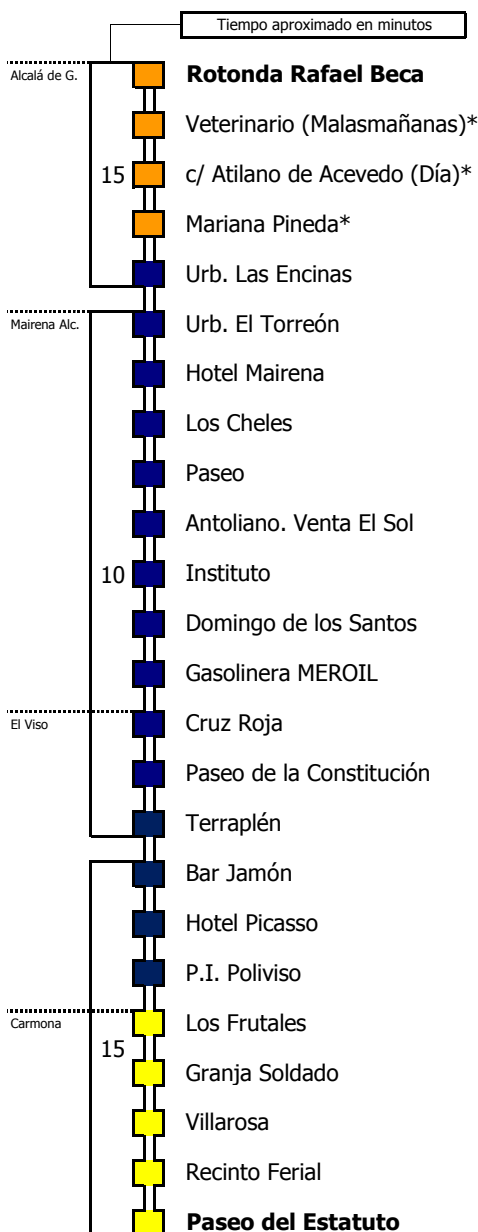 Tiempo aproximado en minutos
Alcalá de G.
Rotonda Rafael Beca
Veterinario (Malasmañanas)*
15
c/ Atilano de Acevedo (Día)*
Mariana Pineda*
Urb. Las Encinas
Mairena Alc.
Urb. El Torreón
Hotel Mairena
Los Cheles
Paseo
Antoliano. Venta El Sol
10
Instituto
Domingo de los Santos
Gasolinera MEROIL
El Viso
Cruz Roja
Paseo de la Constitución
Terraplén
Bar Jamón
Hotel Picasso
P.I. Poliviso
Carmona
Los Frutales
15
Granja Soldado
Villarosa
Recinto Ferial
Paseo del Estatuto